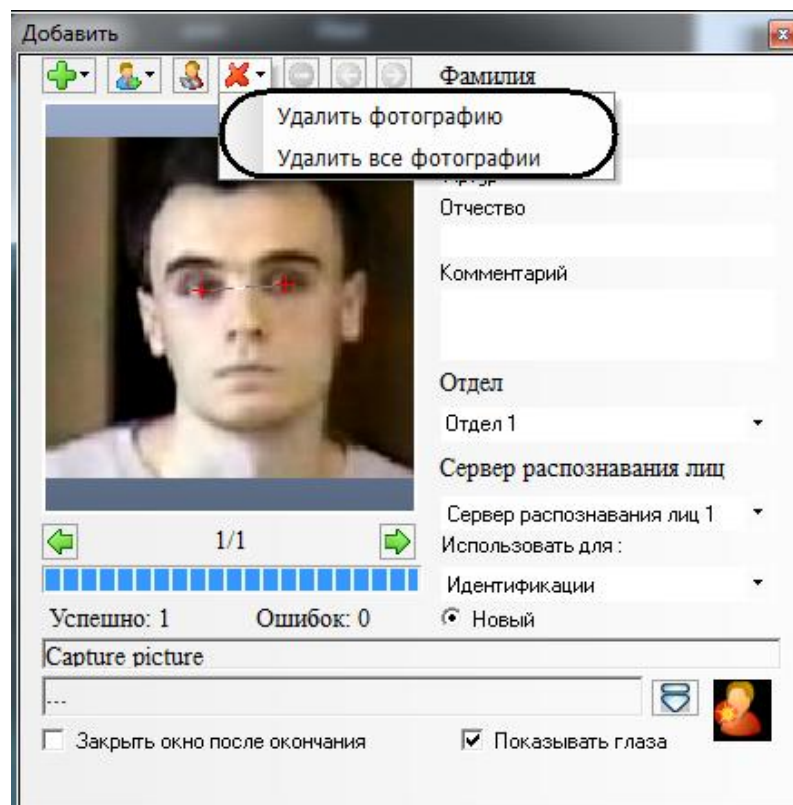 Добавить
Фамилия
Удалить фотографию
Удалить все фотографии
Отчество
Комментарий
Отдел
Отдел 1
Сервер распознавания лиц
Сервер распознавания лиц 1
1/1
Использовать для :
Идентификации
Успешно: 1 Ошибок: 0
Новый
Capture picture
...
Закрыть окно после окончания
Показывать глаза